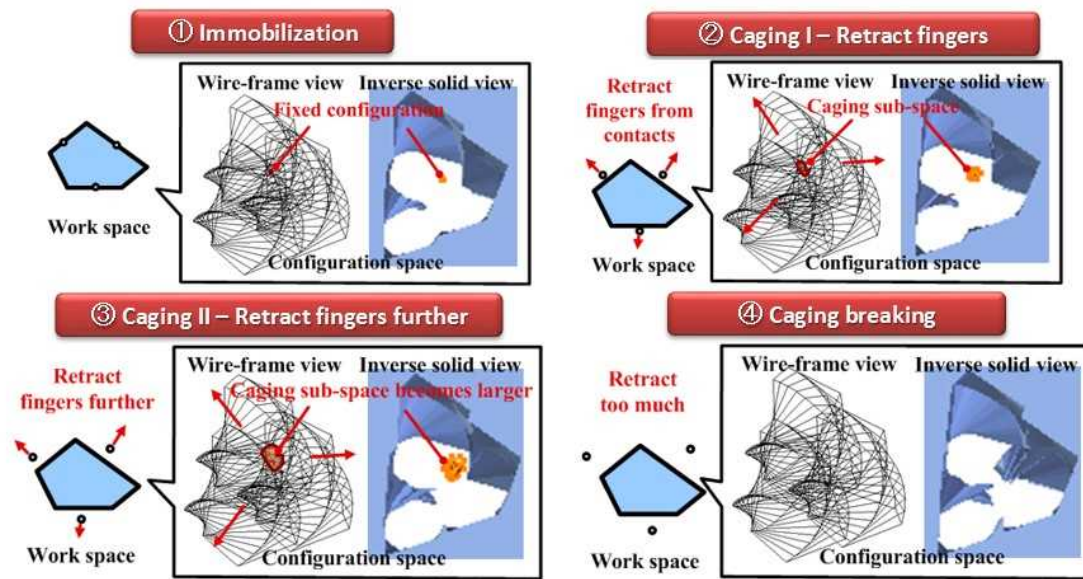 ① Immobilization
Wire-frame view
Inverse solid view
Fixed configuration
Work space
Configuration space
② Caging I – Retract fingers
Retract
fingers from
contacts
Wire-frame view
Inverse solid view
Caging sub-space
Work space
Configuration space
③ Caging II – Retract fingers further
Retract
fingers further
Wire-frame view
Inverse solid view
Caging sub-space becomes larger
Work space
Configuration space
④ Caging breaking
Retract
too much
Wire-frame view
Inverse solid view
Work space
Configuration space